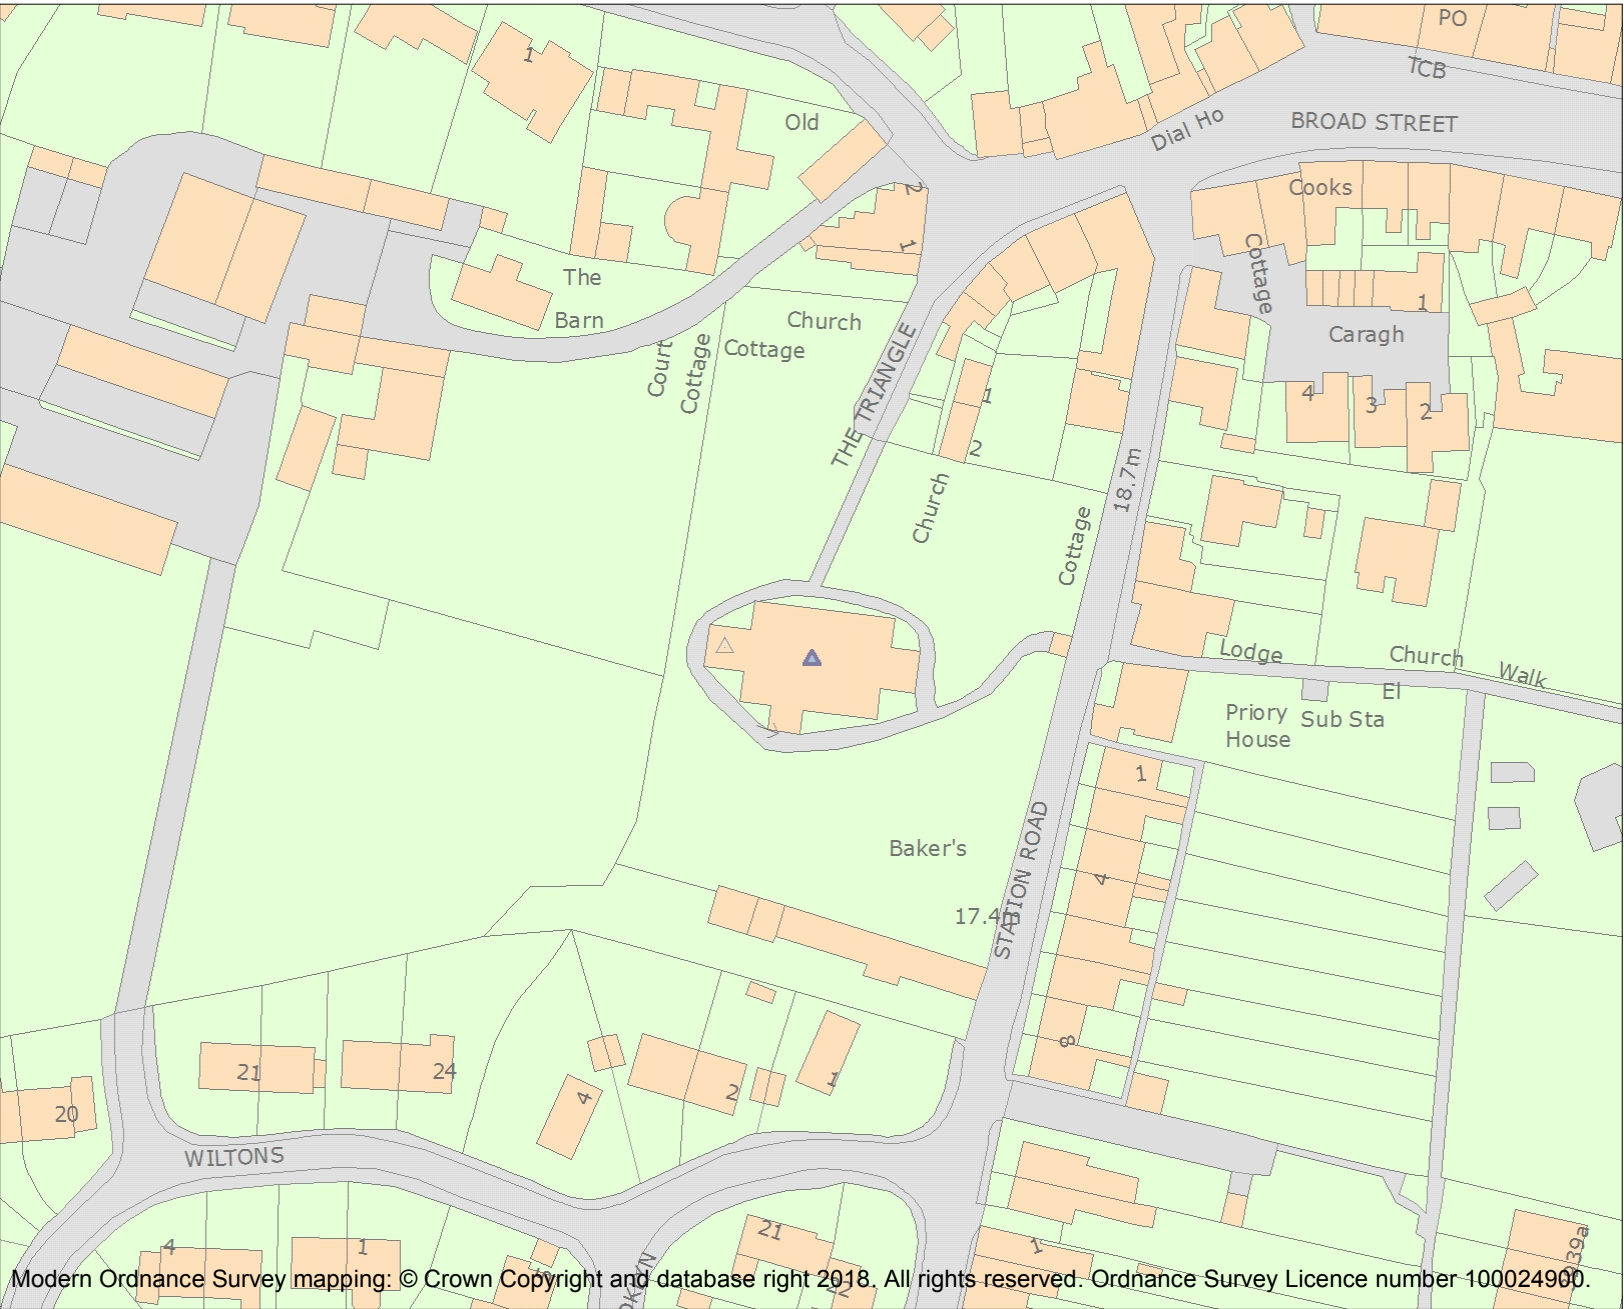 PO
1
TCB
Old
BROAD STREET
Dial Ho
Cooks
2
1
The
Cottage
1
Barn
Church
Caragh
Cottage
Court
Cottage
THE TRIANGLE
1
4
3
2
2
18.7m
Church
Cottage
Lodge
Church
Walk
El
Priory
Sub Sta
House
1
Baker's
STATION ROAD
4
17.4m
8
21
24
20
4
2
1
WILTONS
21
4
1
1
39a
22
Modern Ordnance Survey mapping: © Crown Copyright and database right 2018. All rights reserved. Ordnance Survey Licence number 100024900.